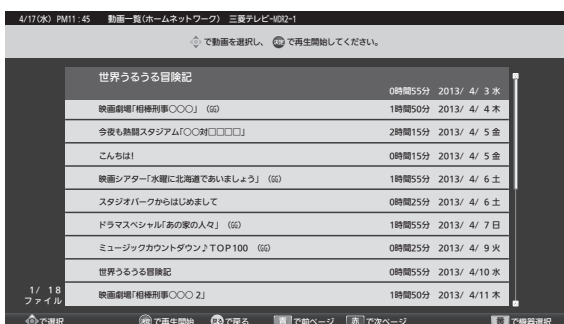 4/17(水) PM11:45 動画一覧(ホームネットワーク) 三菱テレビ-MDR2-1
で動画を選択し、 決定 で再生開始してください。
世界うるうる冒険記
0時間55分 2013/ 4/ 3 水
映画劇場「相棒刑事○○○」 (GG) 1時間50分 2013/ 4/ 4 木
今夜も熱闘スタジアム「○○対□□□□」 2時間15分 2013/ 4/ 5 金
こんちは! 0時間15分 2013/ 4/ 5 金
映画シアター「水曜に北海道であいましょう」 (GG) 1時間55分 2013/ 4/ 6 土
スタジオパークからはじめまして 0時間25分 2013/ 4/ 6 土
ドラマスペシャル「あの家の人々」 (GG) 1時間55分 2013/ 4/ 7 日
ミュージックカウントダウン♪TOP100 (GG) 0時間25分 2013/ 4/ 9 火
世界うるうる冒険記 0時間55分 2013/ 4/10 水
映画劇場「相棒刑事○○○ 2」 1時間50分 2013/ 4/11 木
1/ 18
ファイル
で選択 決定 で再生開始 戻る で戻る 青 で前ページ 赤 で次ページ で機器選択